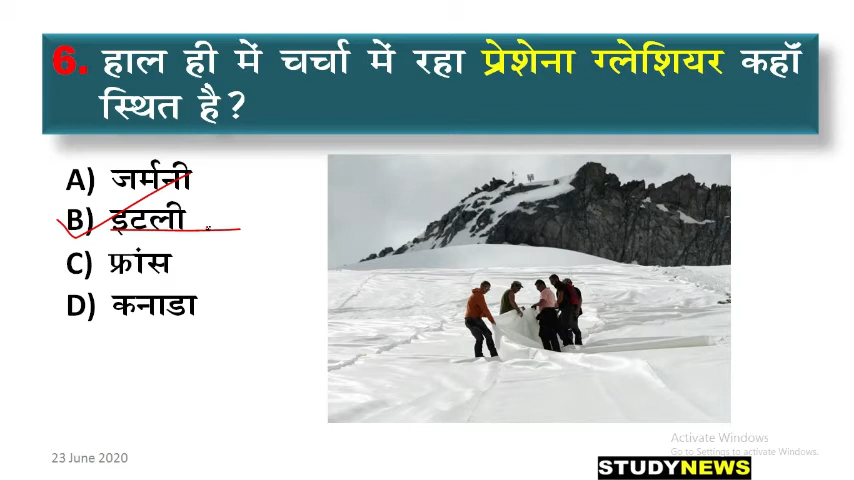 6. हाल ही में चर्चा में रहा प्रेशेना ग्लेशियर कहाँ
स्थित है?
A) जर्मनी
B) इटली
C) फ्रांस
D) कनाडा
23 June 2020
Activate Windows
Go to Settings to activate Windows.
STUDYNEWS